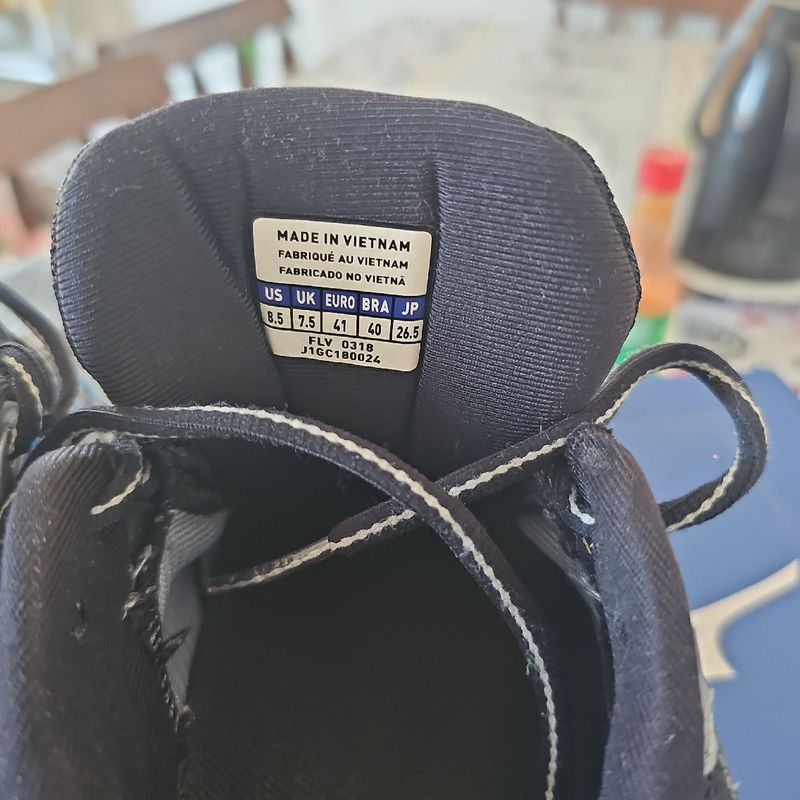 MADE IN VIETNAM
FABRIQUÉ AU VIETNAM
FABRICADO NO VIETNÃ
US UK EURO BRA JP
8.5 7.5 41 40 26.5
FLV 0318
J1GC180024